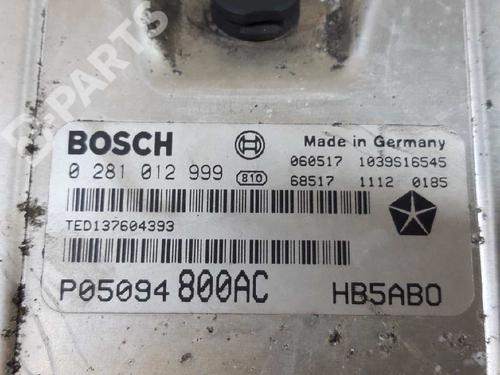 B-PARTS
BOSCH
Made in Germany
0 281 012 999
810
060517 1039S16545
68517 1112 0185
TED137604393
P05094 800AC
HB5AB0